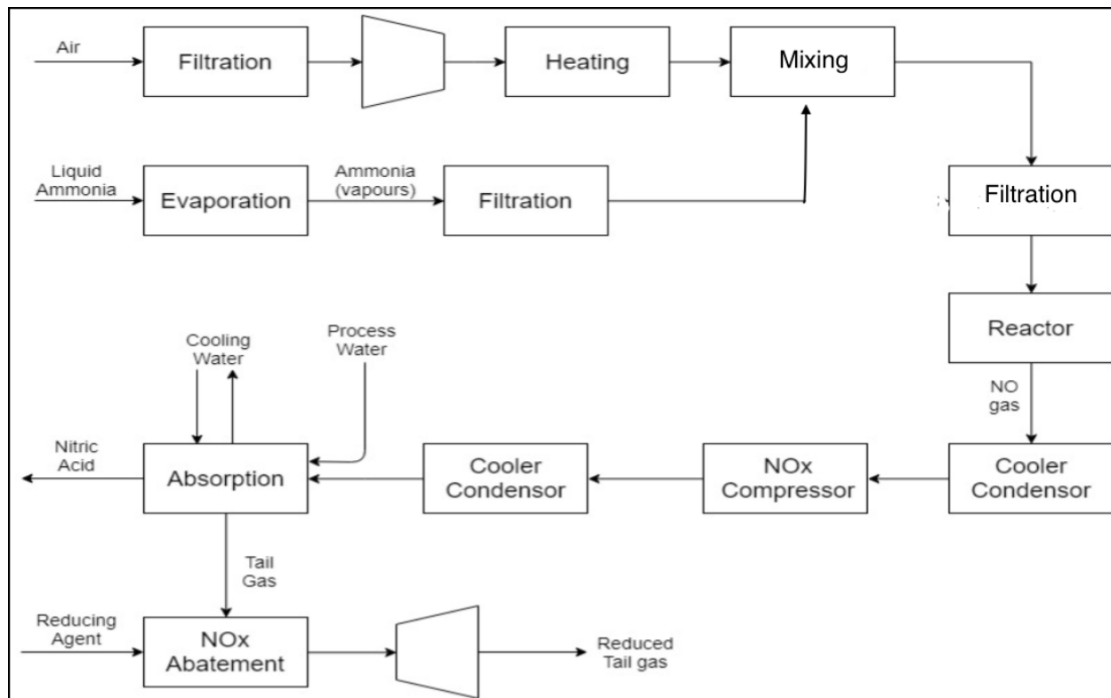 Air
Filtration
Heating
Mixing
Liquid
Ammonia
Evaporation
Ammonia
(vapours)
Filtration
Filtration
Reactor
NO
gas
Cooling
Water
Process
Water
Nitric
Acid
Absorption
Cooler
Condensor
NOx
Compressor
Cooler
Condensor
Tail
Gas
Reducing
Agent
NOx
Abatement
Reduced
Tail gas